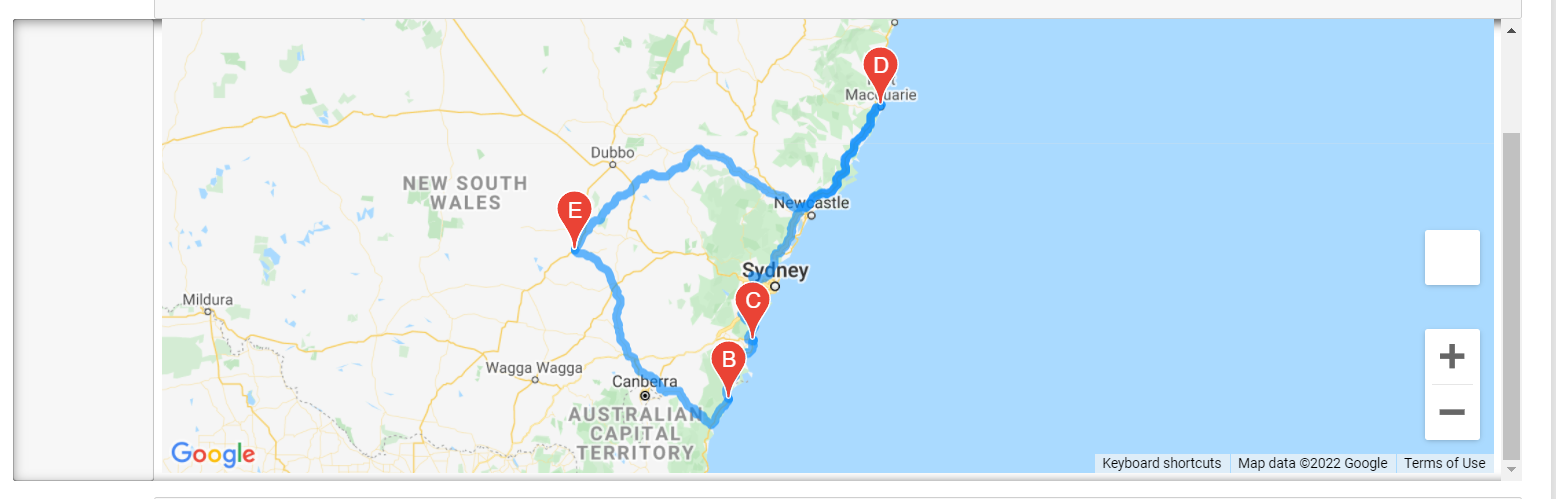 D
Macquarie
Dubbo
NEW SOUTH
WALES
E
Newcastle
Sydney
C
Mildura
B
Wagga Wagga
Canberra
AUSTRALIAN
CAPITAL
TERRITORY
Google
Keyboard shortcuts
Map data ©2022 Google
Terms of Use